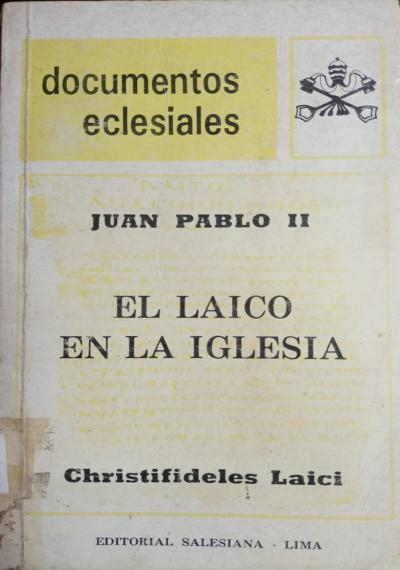 documentos
eclesiales
JUAN PABLO II
EL LAICO
EN LA IGLESIA
Christifideles Laici
EDITORIAL SALESIANA - LIMA